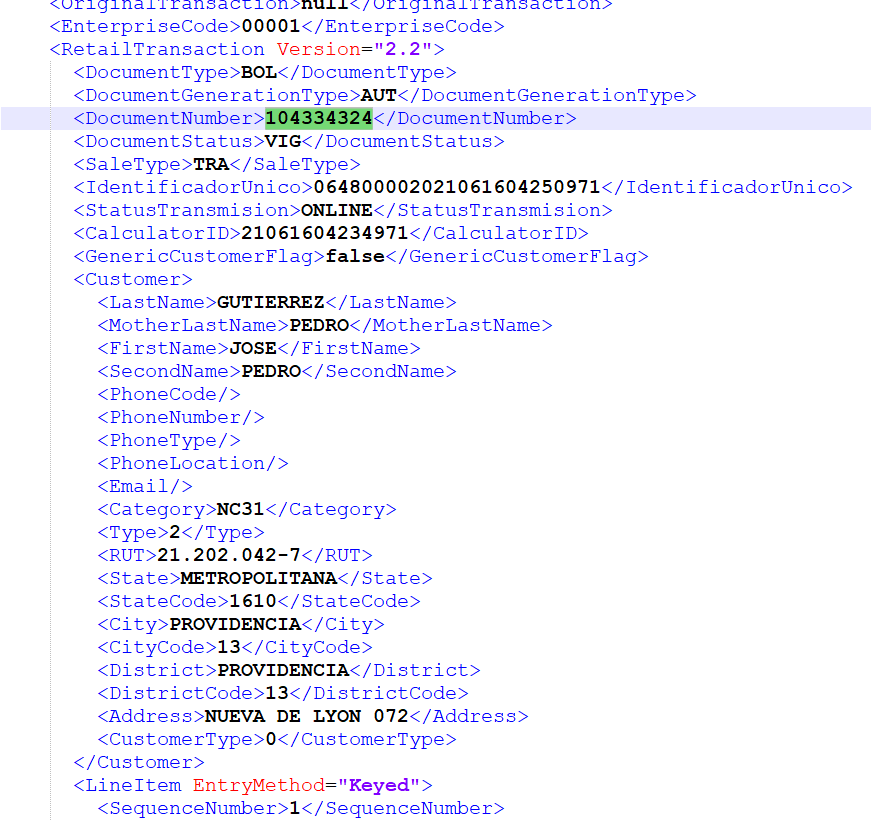 <OriginalTransaction>null</OriginalTransaction>
<EnterpriseCode>00001</EnterpriseCode>
<RetailTransaction Version="2.2">
<DocumentType>BOL</DocumentType>
<DocumentGenerationType>AUT</DocumentGenerationType>
<DocumentNumber>104334324</DocumentNumber>
<DocumentStatus>VIG</DocumentStatus>
<SaleType>TRA</SaleType>
<IdentificadorUnico>064800002021061604250971</IdentificadorUnico>
<StatusTransmision>ONLINE</StatusTransmision>
<CalculatorID>21061604234971</CalculatorID>
<GenericCustomerFlag>false</GenericCustomerFlag>
<Customer>
<LastName>GUTIERREZ</LastName>
<MotherLastName>PEDRO</MotherLastName>
<FirstName>JOSE</FirstName>
<SecondName>PEDRO</SecondName>
<PhoneCode/>
<PhoneNumber/>
<PhoneType/>
<PhoneLocation/>
<Email/>
<Category>NC31</Category>
<Type>2</Type>
<RUT>21.202.042-7</RUT>
<State>METROPOLITANA</State>
<StateCode>1610</StateCode>
<City>PROVIDENCIA</City>
<CityCode>13</CityCode>
<District>PROVIDENCIA</District>
<DistrictCode>13</DistrictCode>
<Address>NUEVA DE LYON 072</Address>
<CustomerType>0</CustomerType>
</Customer>
<LineItem EntryMethod="Keyed">
<SequenceNumber>1</SequenceNumber>